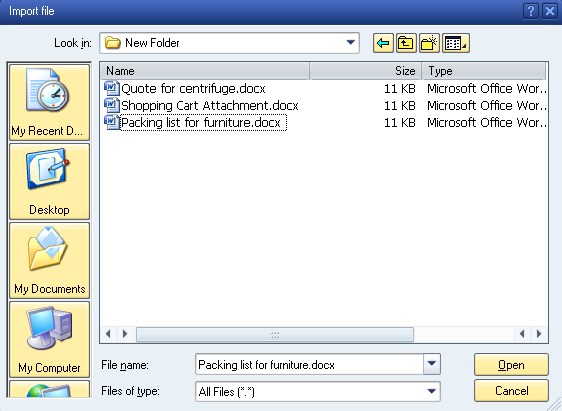 Import file
Look in: New Folder
Name Size Type
Quote for centrifuge.docx 11 KB Microsoft Office Wor...
Shopping Cart Attachment.docx 11 KB Microsoft Office Wor...
Packing list for furniture.docx 11 KB Microsoft Office Wor...
My Recent D...
Desktop
My Documents
My Computer
File name: Packing list for furniture.docx Open
Files of type: All Files (*.*) Cancel